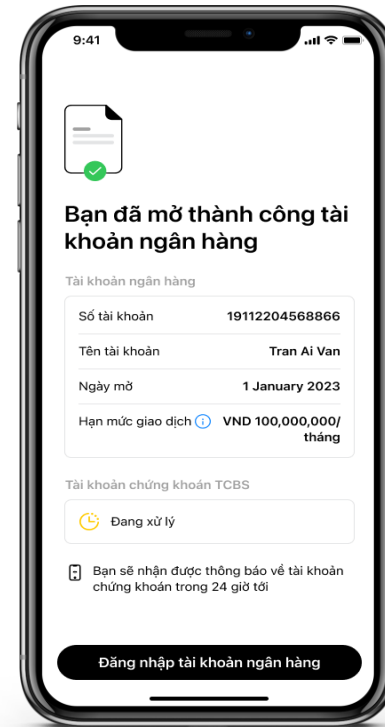 9:41
Bạn đã mở thành công tài
khoản ngân hàng
Tài khoản ngân hàng
Số tài khoản 19112204568866
Tên tài khoản Tran Ai Van
Ngày mở 1 January 2023
Hạn mức giao dịch VND 100,000,000/
tháng
Tài khoản chứng khoán TCBS
Đang xử lý
Bạn sẽ nhận được thông báo về tài khoản
chứng khoán trong 24 giờ tới
Đăng nhập tài khoản ngân hàng